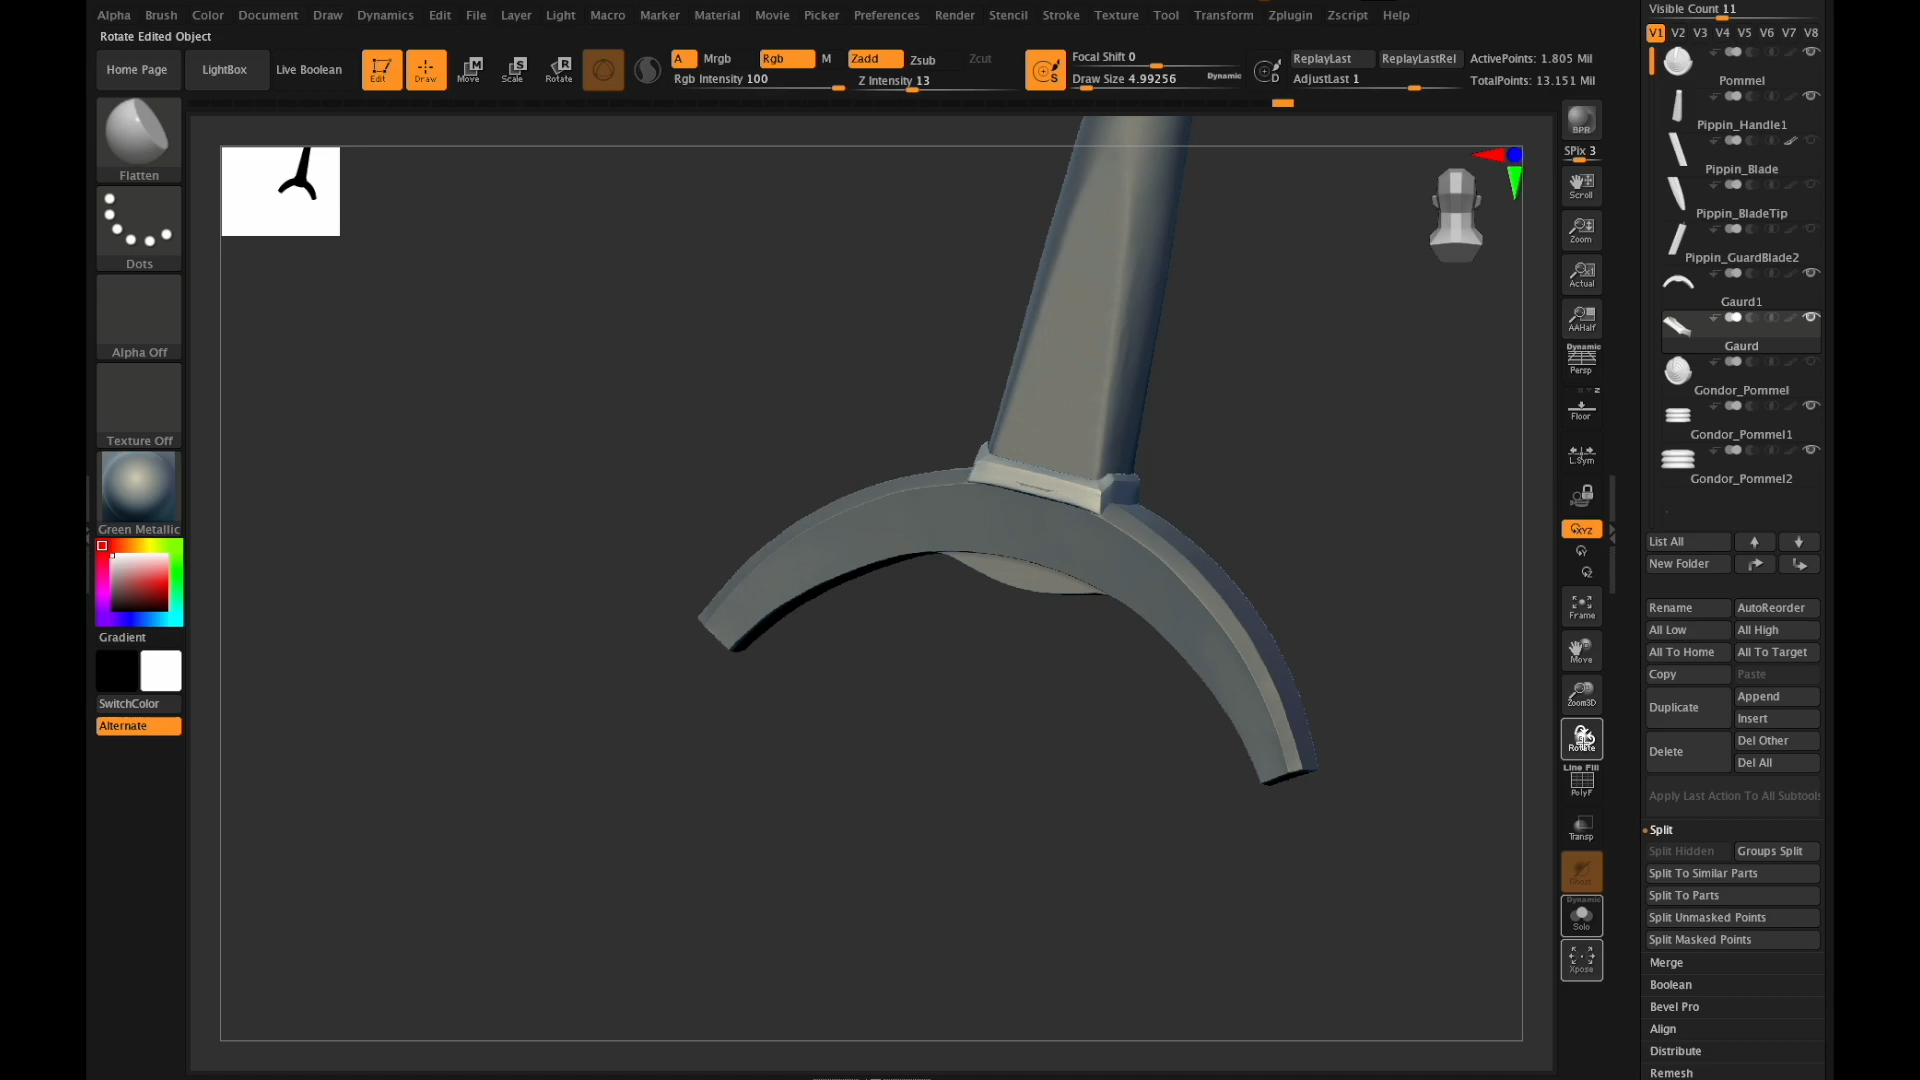 Alpha Brush Color Document Draw Dynamics Edit File Layer Light Macro Marker Material Movie Picker Preferences Render Stencil Stroke Texture Tool Transform Zplugin Zscript Help
Rotate Edited Object
Home Page LightBox Live Boolean Edit Draw Move Scale Rotate
A Mrgb Rgb M Zadd Zsub Zcut
Rgb Intensity 100 Z Intensity 13
Focal Shift 0
Draw Size 4.99256 Dynamic
ReplayLast ReplayLastRel ActivePoints: 1.805 Mil
AdjustLast 1 TotalPoints: 13.151 Mil
Flatten
Dots
Alpha Off
Texture Off
Green Metallic
Gradient
SwitchColor
Alternate
BPR
SPix 3
Scroll
Zoom
Actual
AAHalf
Dynamic
Persp
Floor
L.Sym
XYZ
Y
Z
Frame
Move
Zoom3D
Rotate
Line Fill
PolyF
Transp
Ghost
Dynamic
Solo
Xpose
Visible Count 11
V1 V2 V3 V4 V5 V6 V7 V8
Pommel
Pippin_Handle1
Pippin_Blade
Pippin_BladeTip
Pippin_GuardBlade2
Gaurd1
Gaurd
Gondor_Pommel
Gondor_Pommel1
Gondor_Pommel2
List All
New Folder
Rename AutoReorder
All Low All High
All To Home All To Target
Copy Paste
Duplicate Append
Insert
Delete Del Other
Del All
Apply Last Action To All Subtools
Split
Split Hidden Groups Split
Split To Similar Parts
Split To Parts
Split Unmasked Points
Split Masked Points
Merge
Boolean
Bevel Pro
Align
Distribute
Remesh